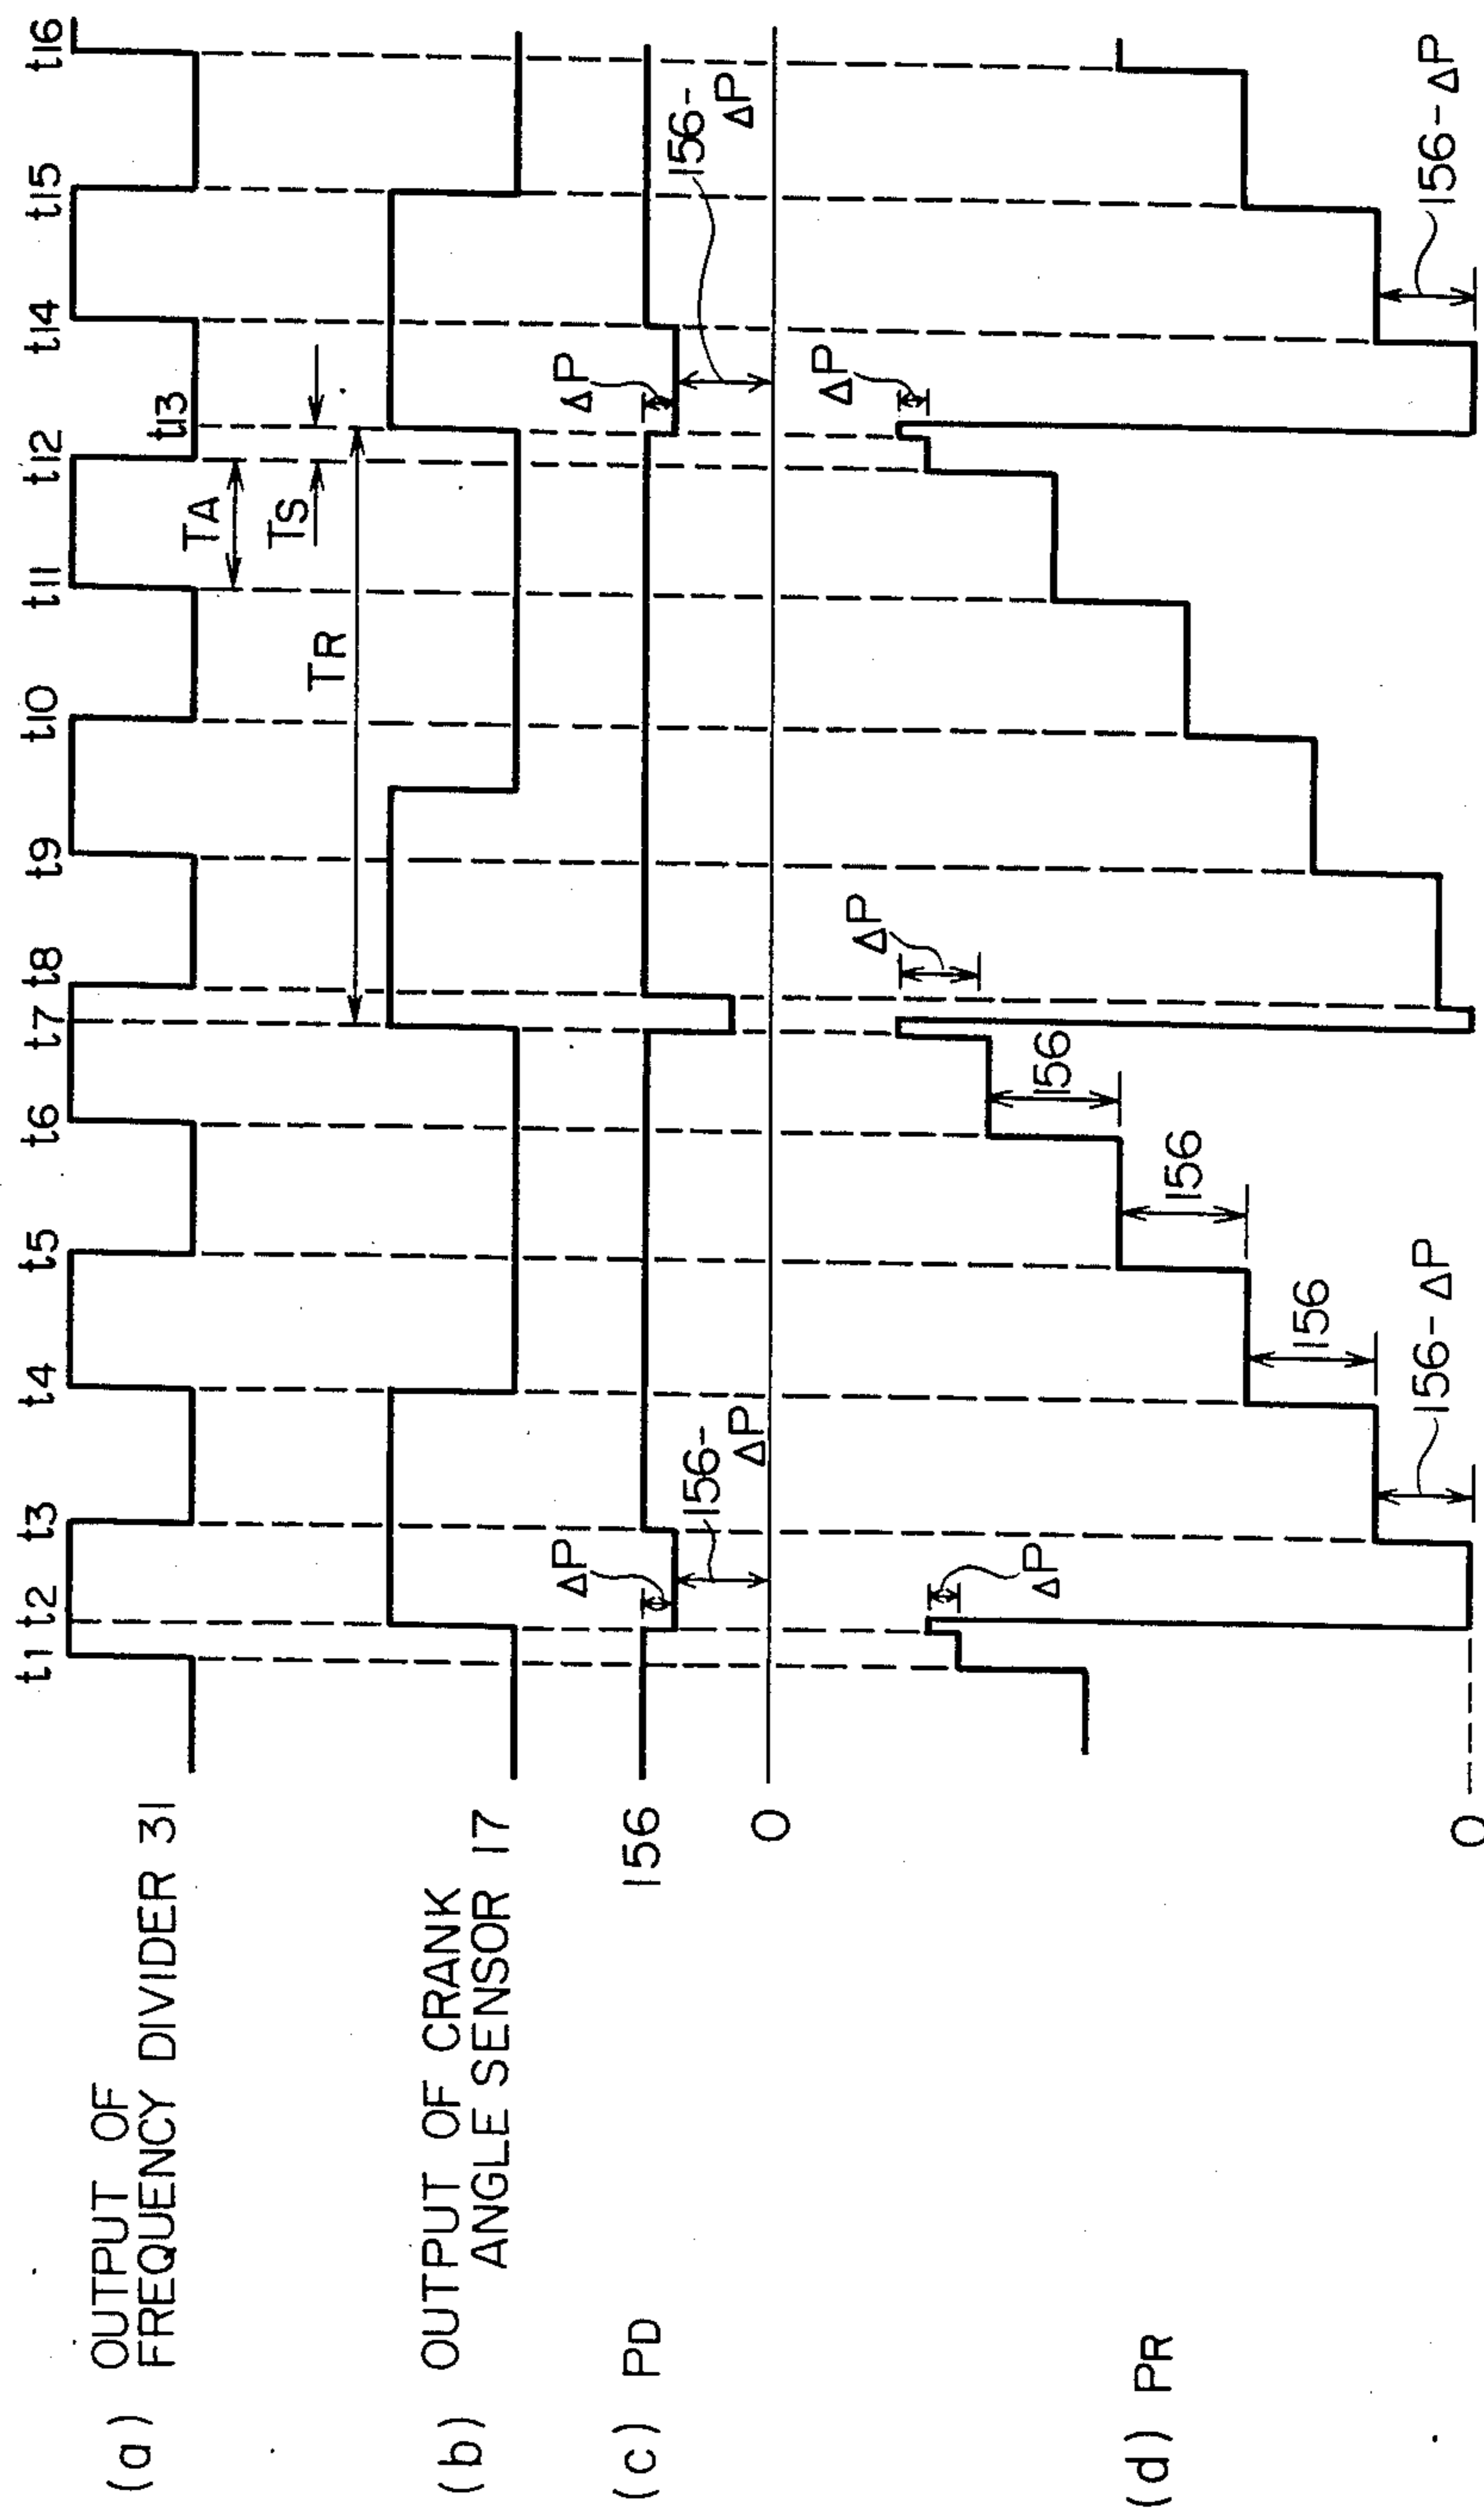 t1 t2 t3 t4 t5 t6 t7 t8 t9 t10 t11 t12 t13 t14 t15 t16
(a) OUTPUT OF
FREQUENCY DIVIDER 31
TA
TS
TR
(b) OUTPUT OF CRANK
ANGLE SENSOR 17
(c) PD
156
0
ΔP
156-
ΔP
ΔP
156-
ΔP
(d) PR
0
ΔP
156-ΔP
156
156
156
ΔP
ΔP
156-ΔP